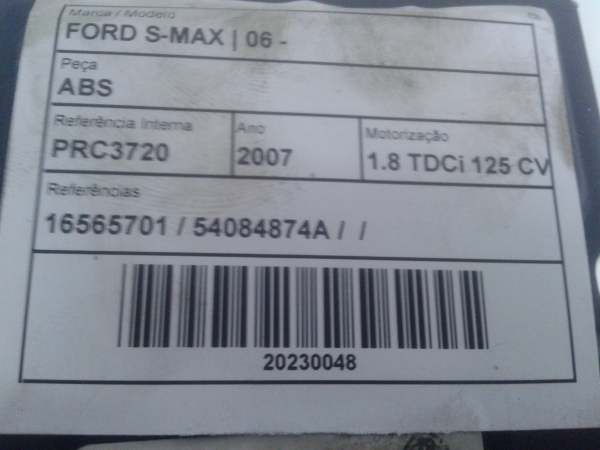 Marca / Modelo
FORD S-MAX | 06 -
Peça
ABS
Referência Interna
Ano
Motorização
PRC3720
2007
1.8 TDCi 125 CV
Referências
16565701 / 54084874A / /
20230048